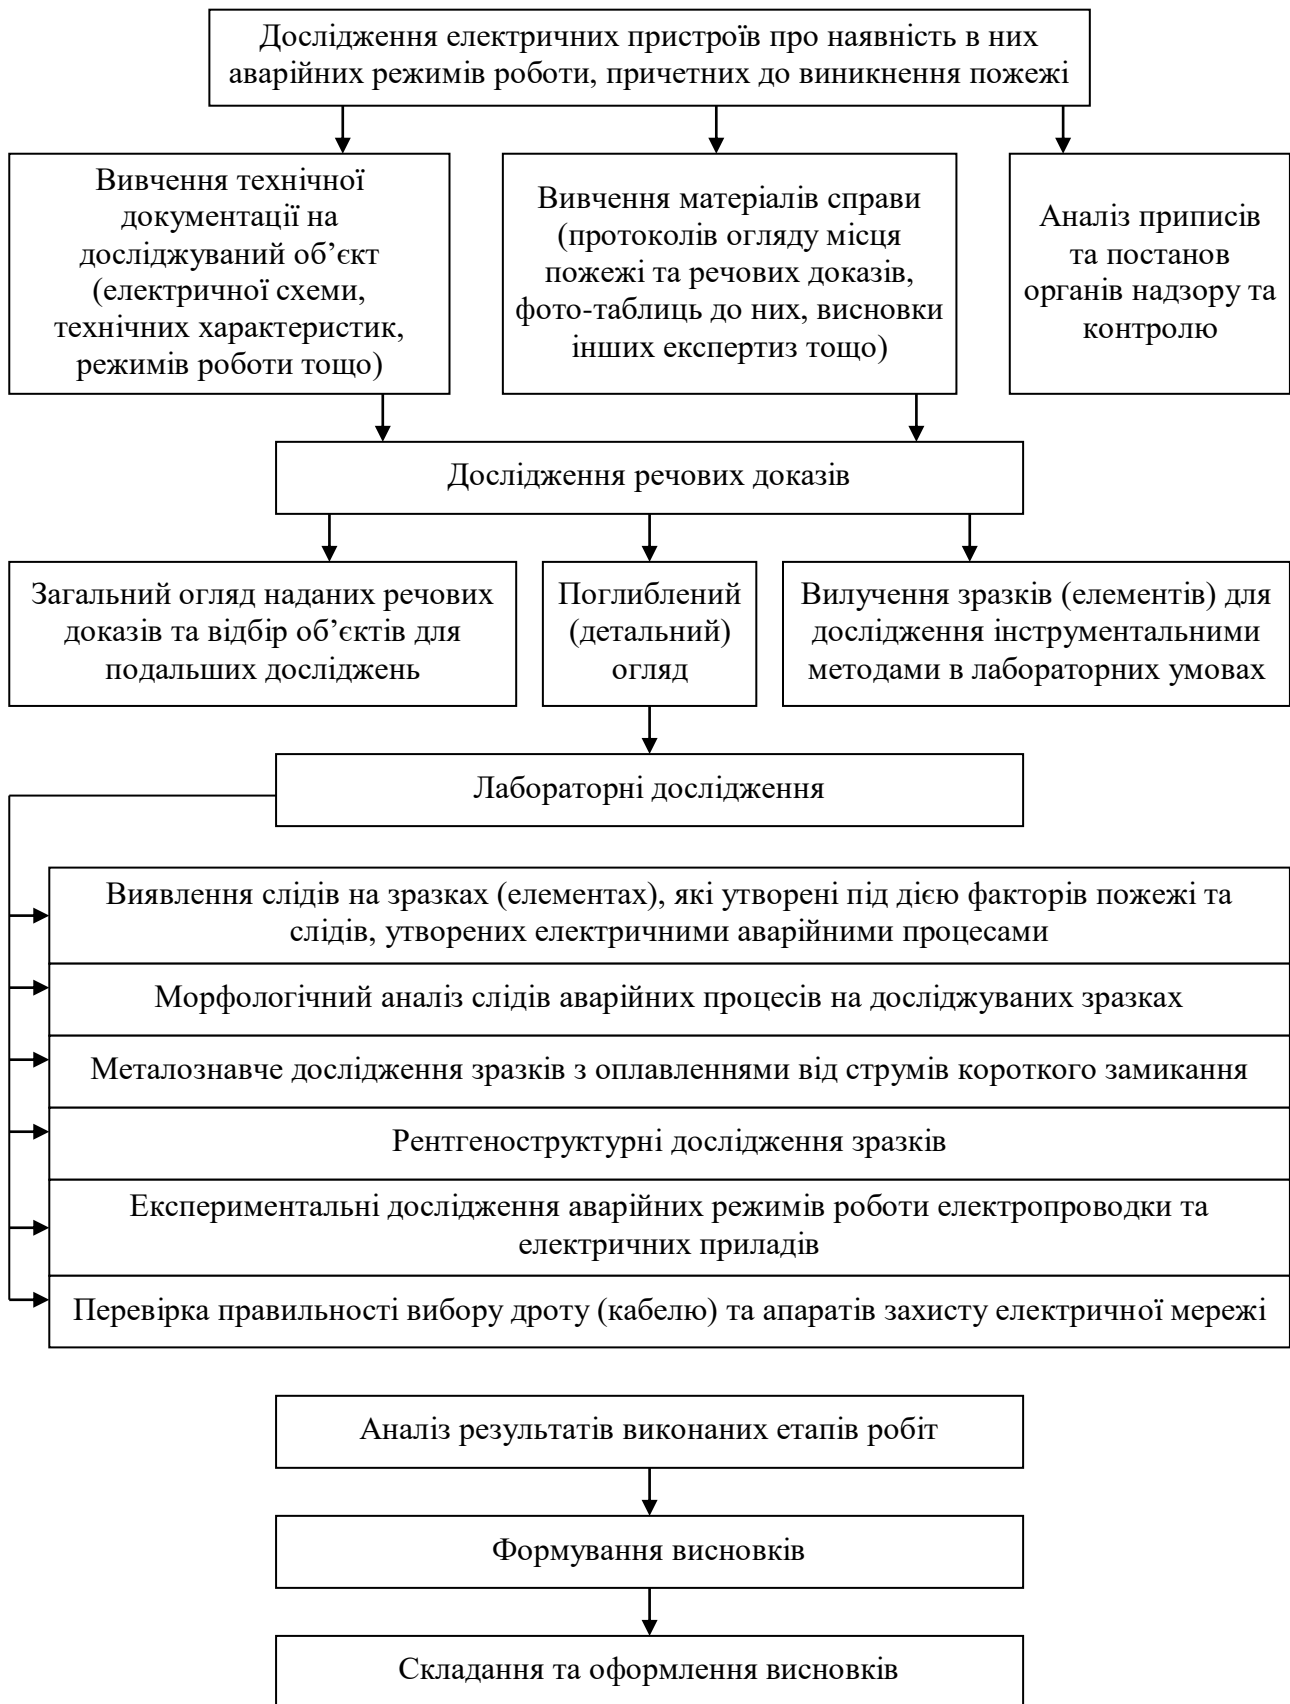 Дослідження електричних пристроїв про наявність в них
аварійних режимів роботи, причетних до виникнення пожежі
Вивчення технічної
документації на
досліджуваний об’єкт
(електричної схеми,
технічних характеристик,
режимів роботи тощо)
Вивчення матеріалів справи
(протоколів огляду місця
пожежі та речових доказів,
фото-таблиць до них, висновки
інших експертиз тощо)
Аналіз приписів
та постанов
органів надзору та
контролю
Дослідження речових доказів
Загальний огляд наданих речових
доказів та відбір об’єктів для
подальших досліджень
Поглиблений
(детальний)
огляд
Вилучення зразків (елементів) для
дослідження інструментальними
методами в лабораторних умовах
Лабораторні дослідження
Виявлення слідів на зразках (елементах), які утворені під дією факторів пожежі та
слідів, утворених електричними аварійними процесами
Морфологічний аналіз слідів аварійних процесів на досліджуваних зразках
Металознавче дослідження зразків з оплавленнями від струмів короткого замикання
Рентгеноструктурні дослідження зразків
Експериментальні дослідження аварійних режимів роботи електропроводки та
електричних приладів
Перевірка правильності вибору дроту (кабелю) та апаратів захисту електричної мережі
Аналіз результатів виконаних етапів робіт
Формування висновків
Складання та оформлення висновків